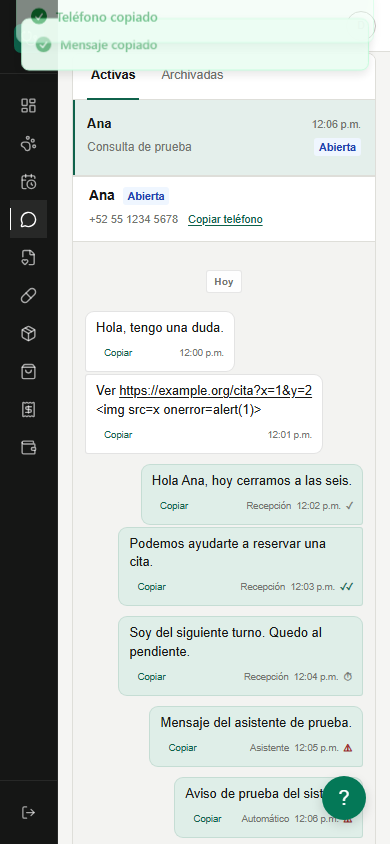 Teléfono copiado
Mensaje copiado
Activas
Archivadas
Ana
12:06 p.m.
Consulta de prueba
Abierta
Ana
Abierta
+52 55 1234 5678
Copiar teléfono
Hoy
Hola, tengo una duda.
Copiar
12:00 p.m.
Ver https://example.org/cita?x=1&y=2
<img src=x onerror=alert(1)>
Copiar
12:01 p.m.
Hola Ana, hoy cerramos a las seis.
Copiar
Recepción 12:02 p.m.
Podemos ayudarte a reservar una
cita.
Copiar
Recepción 12:03 p.m.
Soy del siguiente turno. Quedo al
pendiente.
Copiar
Recepción 12:04 p.m.
Mensaje del asistente de prueba.
Copiar
Asistente 12:05 p.m.
Aviso de prueba del
Copiar
Automático 12:06 p.m.
?